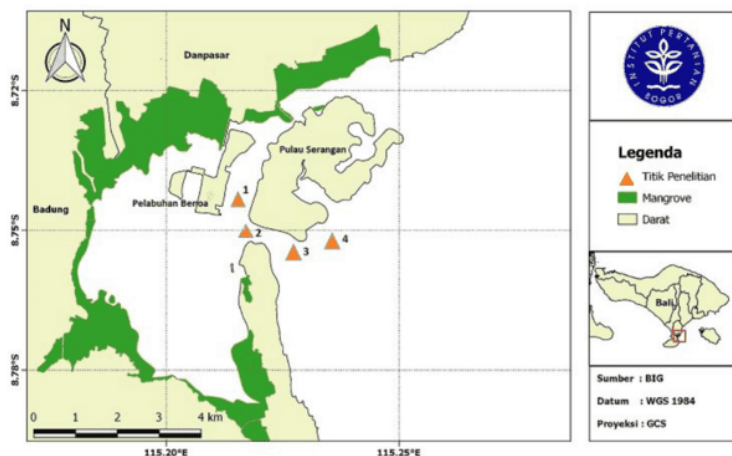 N
Danpasar
8.72°S
Pulau Serangan
Pelabuhan Benoa
Badung
1
2
3
4
8.75°S
8.78°S
0 1 2 3 4 km
115.20°E
115.25°E
INSTITUT PERTANIAN
BOGOR
Legenda
Titik Penelitian
Mangrove
Darat
Bali
Sumber : BIG
Datum : WGS 1984
Proyeksi : GCS